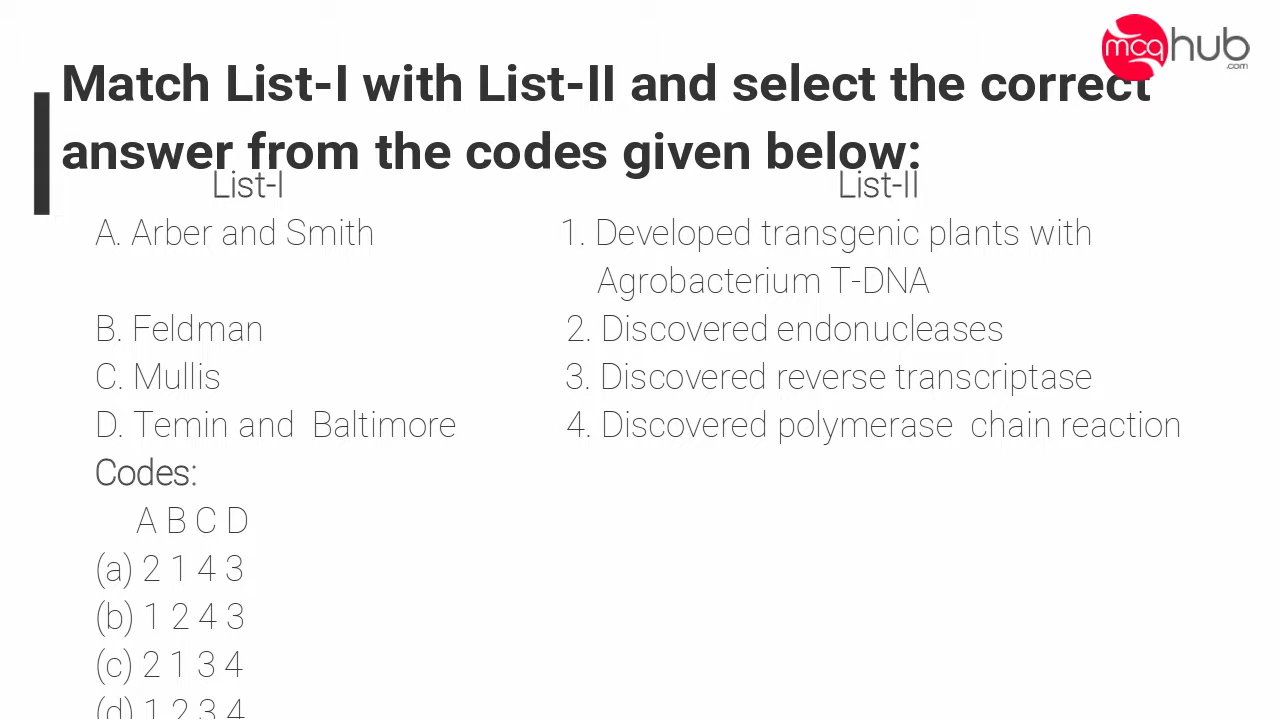 mcq hub
.com
Match List-I with List-II and select the correct
answer from the codes given below:
List-I List-II
A. Arber and Smith 1. Developed transgenic plants with
Agrobacterium T-DNA
B. Feldman 2. Discovered endonucleases
C. Mullis 3. Discovered reverse transcriptase
D. Temin and Baltimore 4. Discovered polymerase chain reaction
Codes:
A B C D
(a) 2 1 4 3
(b) 1 2 4 3
(c) 2 1 3 4
(d) 1 2 3 4